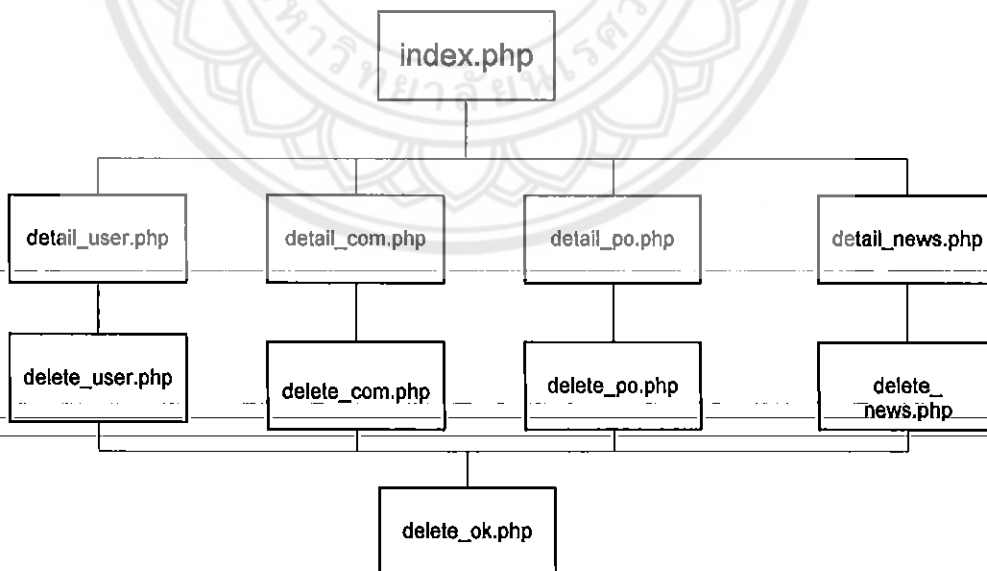 index.php
detail_user.php
detail_com.php
detail_po.php
detail_news.php
delete_user.php
delete_com.php
delete_po.php
delete_
news.php
delete_ok.php